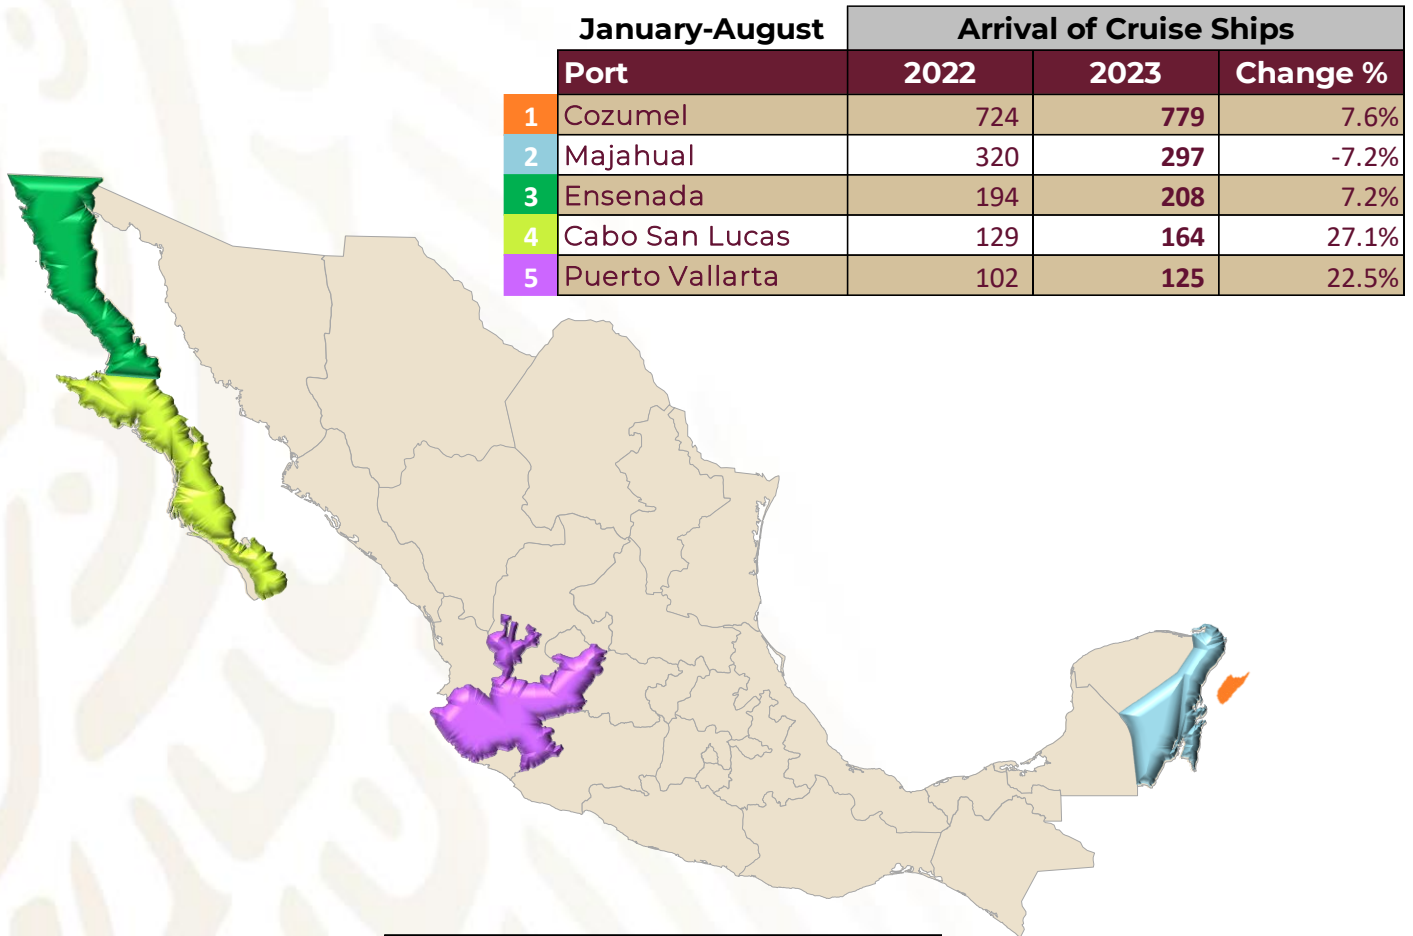 January-August Arrival of Cruise Ships
Port 2022 2023 Change %
1 Cozumel 724 779 7.6%
2 Majahual 320 297 -7.2%
3 Ensenada 194 208 7.2%
4 Cabo San Lucas 129 164 27.1%
5 Puerto Vallarta 102 125 22.5%